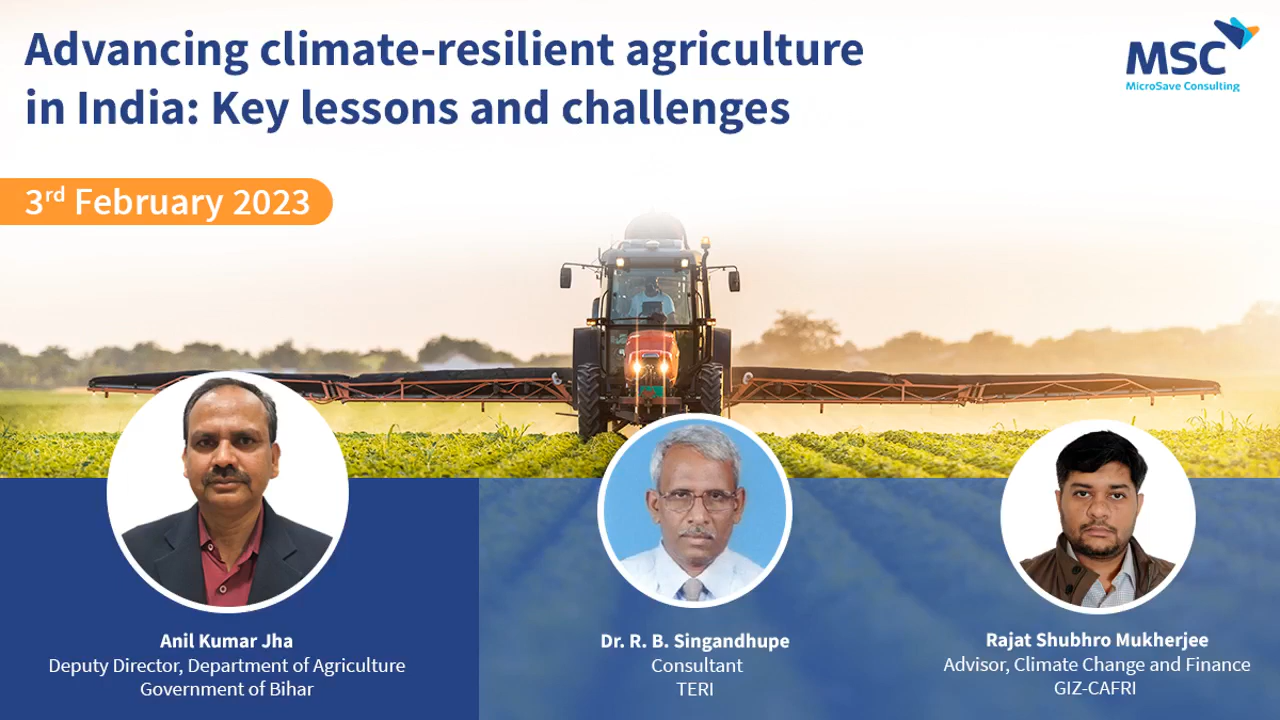 Advancing climate-resilient agriculture
in India: Key lessons and challenges
MSC
MicroSave Consulting
3rd February 2023
Anil Kumar Jha
Deputy Director, Department of Agriculture
Government of Bihar
Dr. R. B. Singandhupe
Consultant
TERI
Rajat Shubhro Mukherjee
Advisor, Climate Change and Finance
GIZ-CAFRI